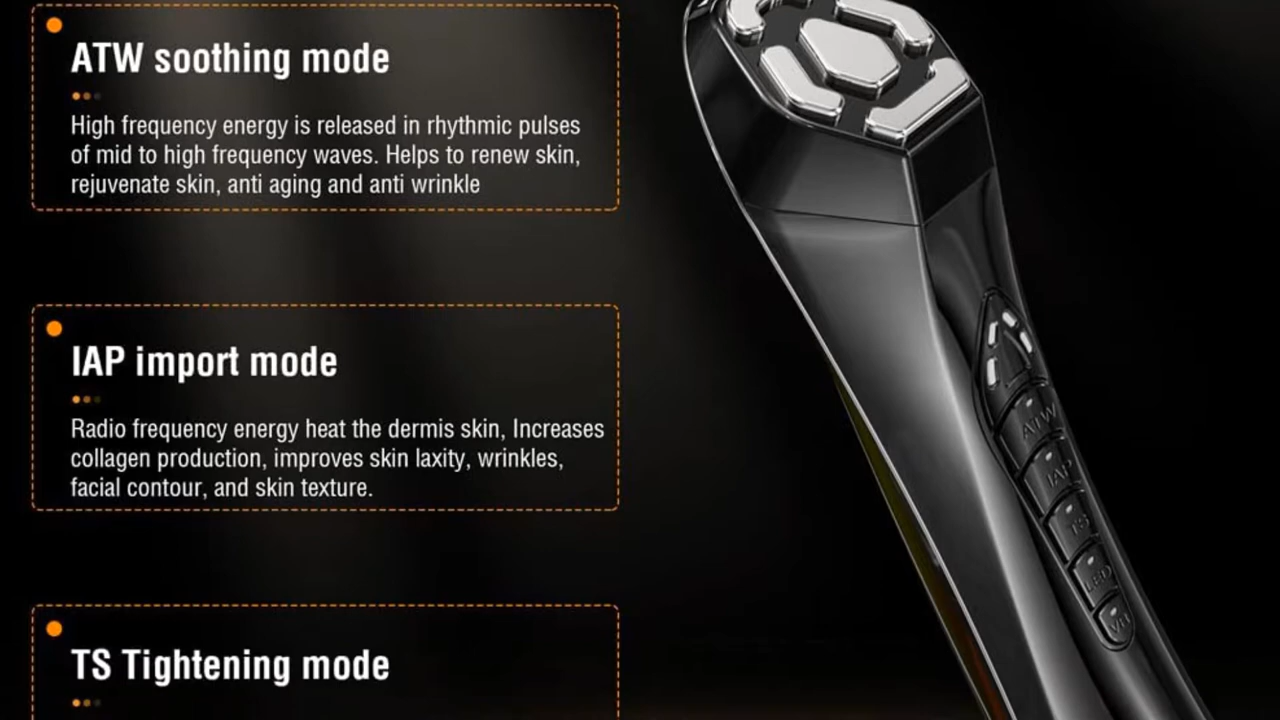 ATW soothing mode
High frequency energy is released in rhythmic pulses
of mid to high frequency waves. Helps to renew skin,
rejuvenate skin, anti aging and anti wrinkle
IAP import mode
Radio frequency energy heat the dermis skin, Increases
collagen production, improves skin laxity, wrinkles,
facial contour, and skin texture.
TS Tightening mode
ATW
IAP
TS
LED